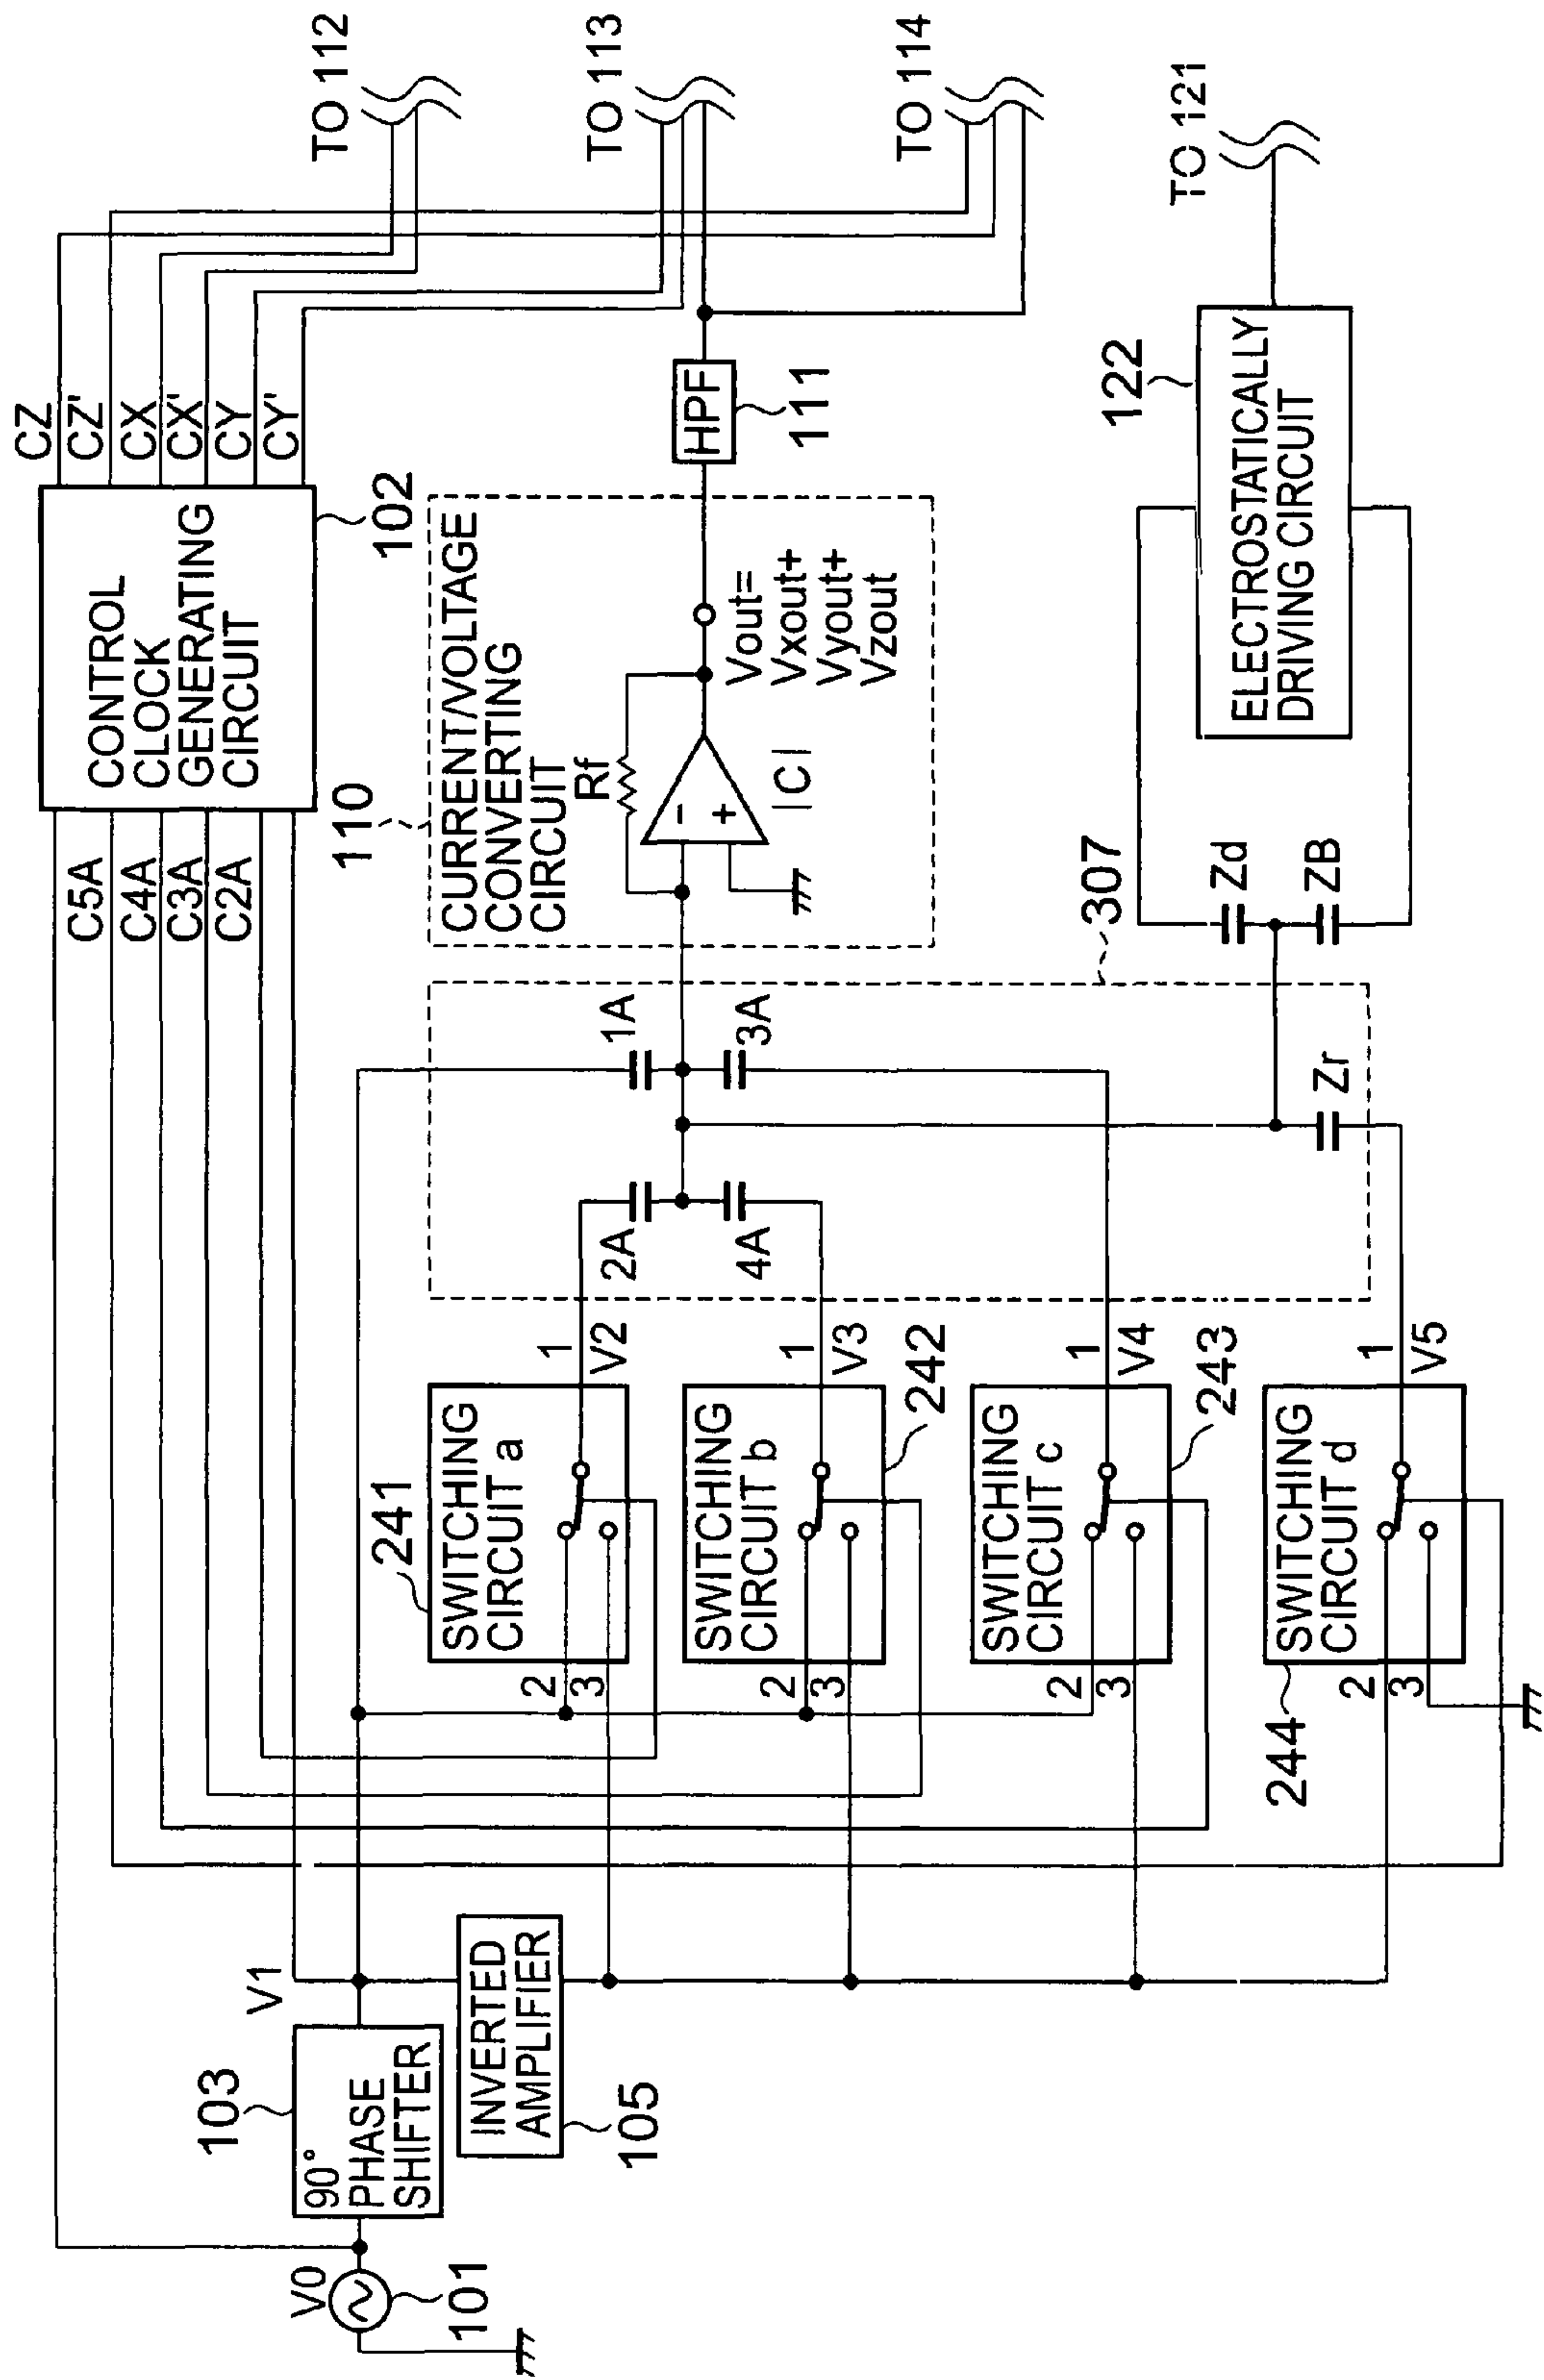 V0
101
103
90°
PHASE
SHIFTER
V1
INVERTED
AMPLIFIER
105
C5A
C4A
C3A
C2A
CONTROL
CLOCK
GENERATING
CIRCUIT
102
CZ
CZ'
CX
CX'
CY
CY'
TO 112
TO 113
TO 114
TO 121
241
SWITCHING
CIRCUIT a
2
3
1
V2
SWITCHING
CIRCUIT b
242
2
3
1
V3
SWITCHING
CIRCUIT c
243
2
3
1
V4
SWITCHING
CIRCUIT d
244
2
3
1
V5
2A
4A
1A
3A
Zr
307
110
CURRENT/VOLTAGE
CONVERTING
CIRCUIT
Rf
-
+
IC1
Vout=
Vxout+
Vyout+
Vzout
HPF
111
Zd
ZB
122
ELECTROSTATICALLY
DRIVING CIRCUIT